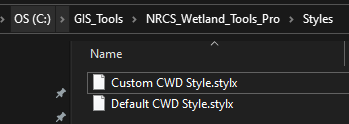 OS (C:) > GIS_Tools > NRCS_Wetland_Tools_Pro > Styles
Name
Custom CWD Style.stylx
Default CWD Style.stylx